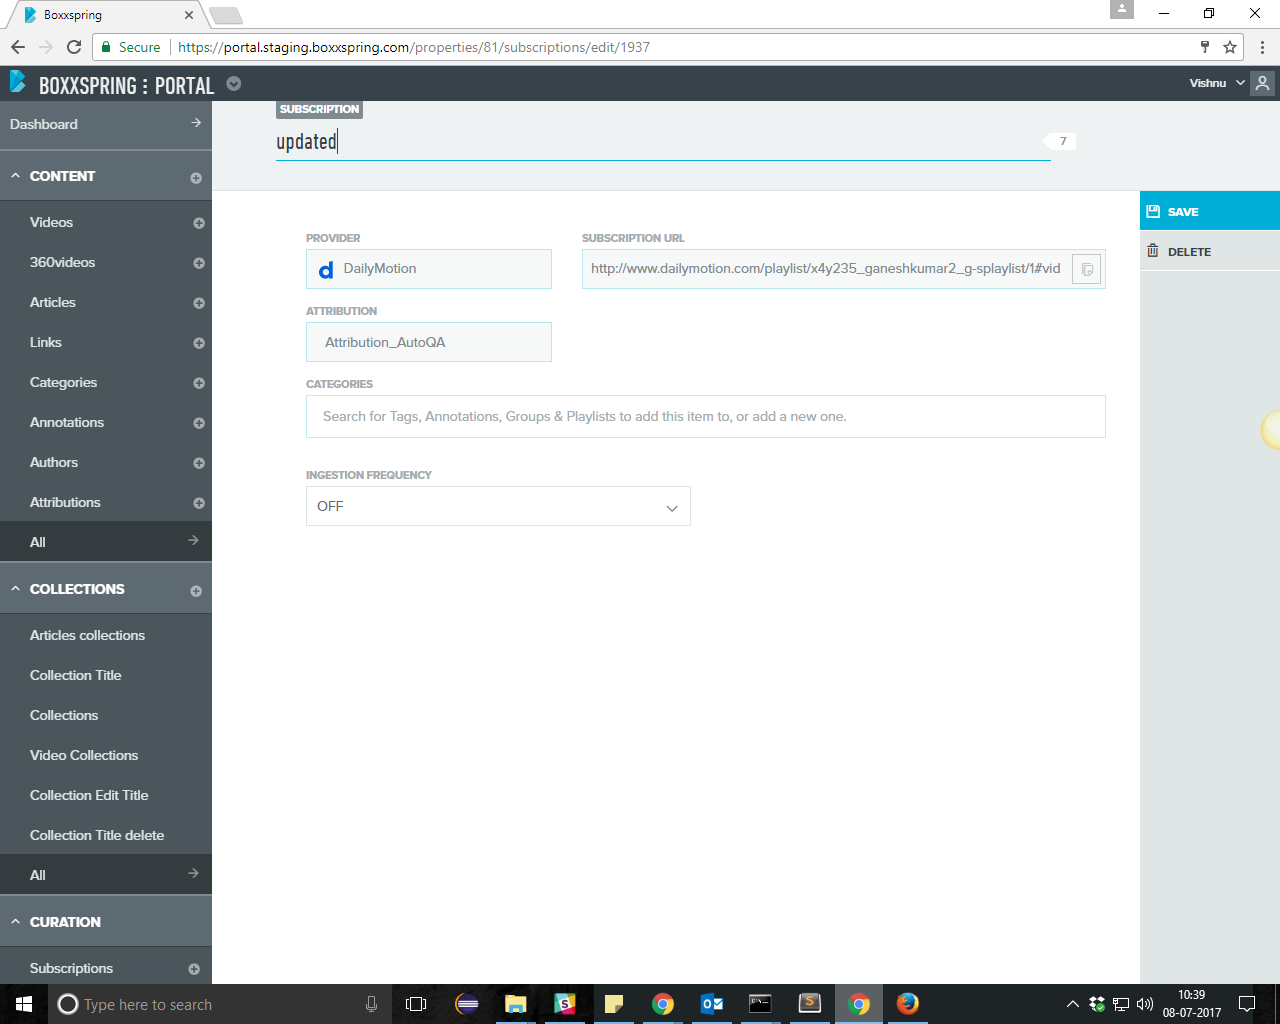 Boxxspring
Secure
https://portal.staging.boxxspring.com/properties/81/subscriptions/edit/1937
BOXXSPRING : PORTAL
Vishnu
Dashboard
CONTENT
Videos
360videos
Articles
Links
Categories
Annotations
Authors
Attributions
All
COLLECTIONS
Articles collections
Collection Title
Collections
Video Collections
Collection Edit Title
Collection Title delete
All
CURATION
Subscriptions
SUBSCRIPTION
updated
7
PROVIDER
DailyMotion
SUBSCRIPTION URL
http://www.dailymotion.com/playlist/x4y235_ganeshkumar2_g-splaylist/1#vid
ATTRIBUTION
Attribution_AutoQA
CATEGORIES
Search for Tags, Annotations, Groups & Playlists to add this item to, or add a new one.
INGESTION FREQUENCY
OFF
SAVE
DELETE
Type here to search
10:39
08-07-2017